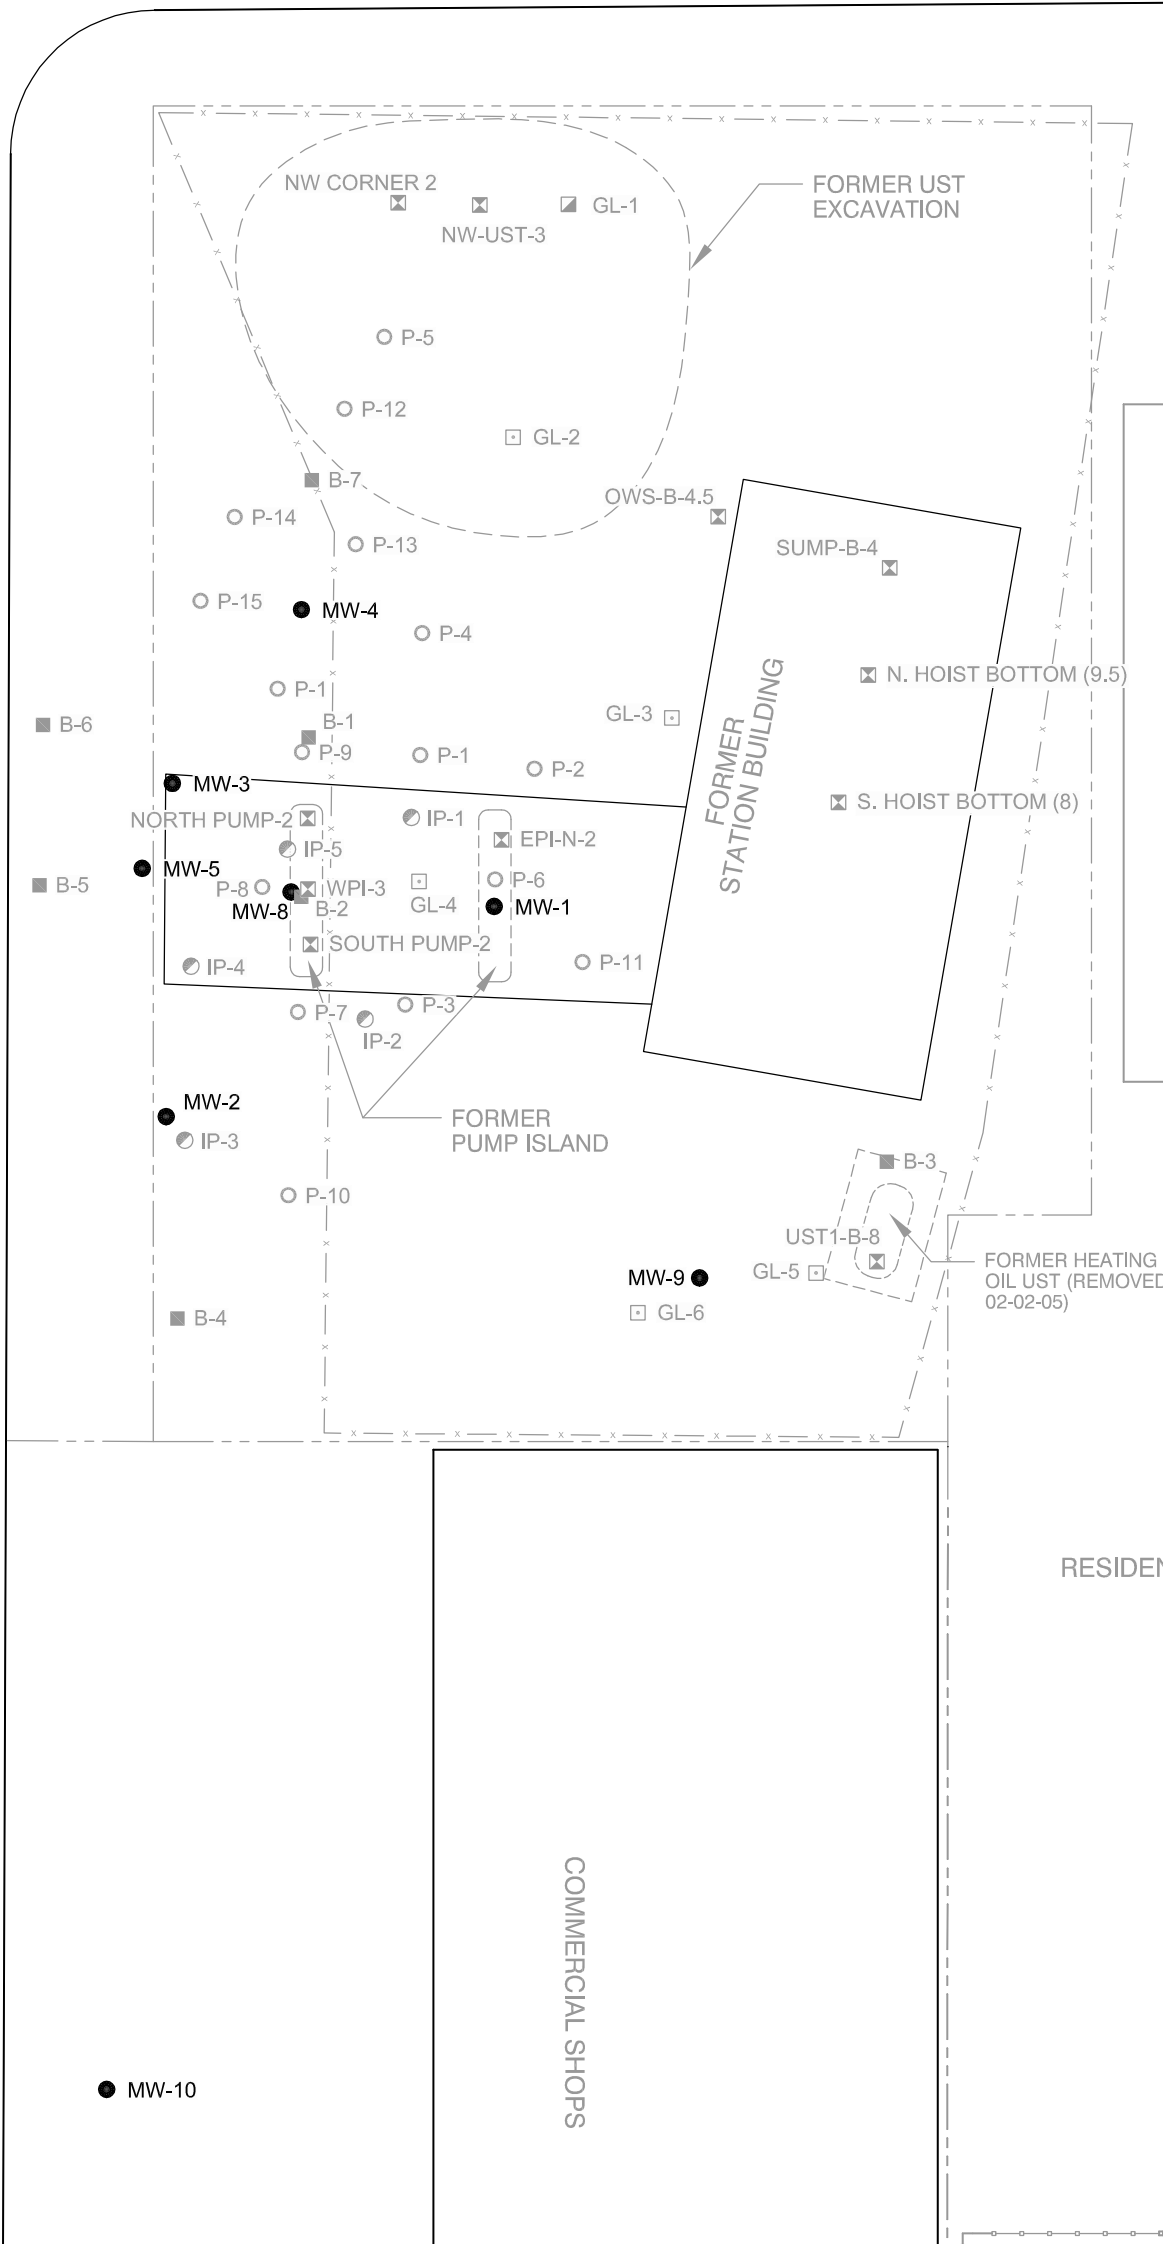 NW CORNER 2
NW-UST-3
GL-1
FORMER UST
EXCAVATION
P-5
P-12
GL-2
B-7
P-14
P-13
OWS-B-4.5
SUMP-B-4
P-15
MW-4
P-4
P-1
N. HOIST BOTTOM (9.5)
B-6
B-1
GL-3
P-9
P-1
P-2
FORMER
STATION BUILDING
MW-3
S. HOIST BOTTOM (8)
NORTH PUMP-2
IP-1
EPI-N-2
IP-5
MW-5
B-5
P-8
WPI-3
P-6
GL-4
MW-8
B-2
MW-1
SOUTH PUMP-2
IP-4
P-11
P-7
P-3
IP-2
MW-2
FORMER
PUMP ISLAND
IP-3
B-3
P-10
UST1-B-8
MW-9
GL-5
FORMER HEATING
OIL UST (REMOVED
02-02-05)
GL-6
B-4
RESIDEN
COMMERCIAL SHOPS
MW-10